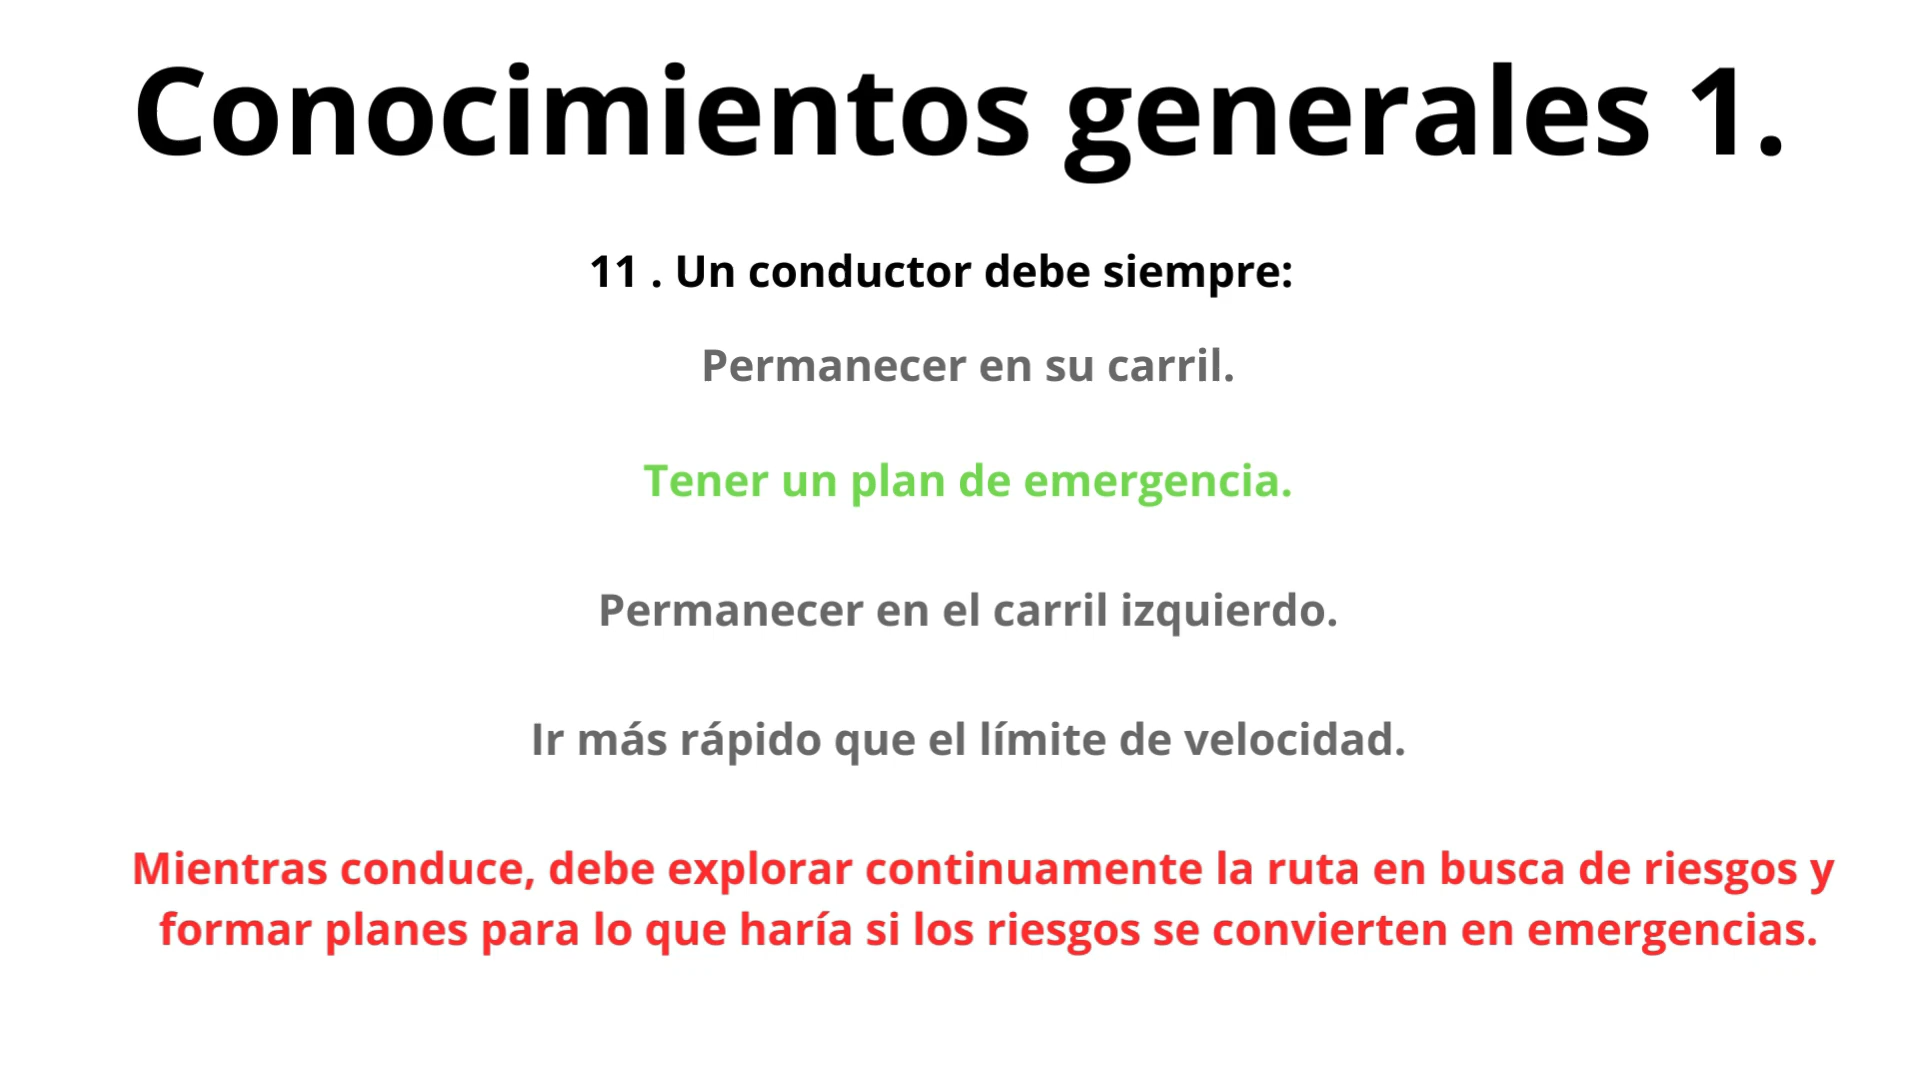 Conocimientos generales 1.
11 . Un conductor debe siempre:
Permanecer en su carril.
Tener un plan de emergencia.
Permanecer en el carril izquierdo.
Ir más rápido que el límite de velocidad.
Mientras conduce, debe explorar continuamente la ruta en busca de riesgos y
formar planes para lo que haría si los riesgos se convierten en emergencias.